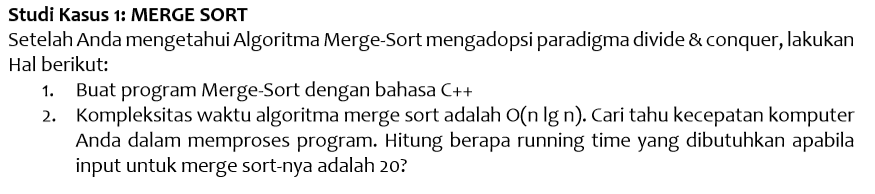 Studi Kasus 1: MERGE SORT
Setelah Anda mengetahui Algoritma Merge-Sort mengadopsi paradigma divide & conquer, lakukan
Hal berikut:
1. Buat program Merge-Sort dengan bahasa C++
2. Kompleksitas waktu algoritma merge sort adalah O(n lg n). Cari tahu kecepatan komputer
Anda dalam memproses program. Hitung berapa running time yang dibutuhkan apabila
input untuk merge sort-nya adalah 20?